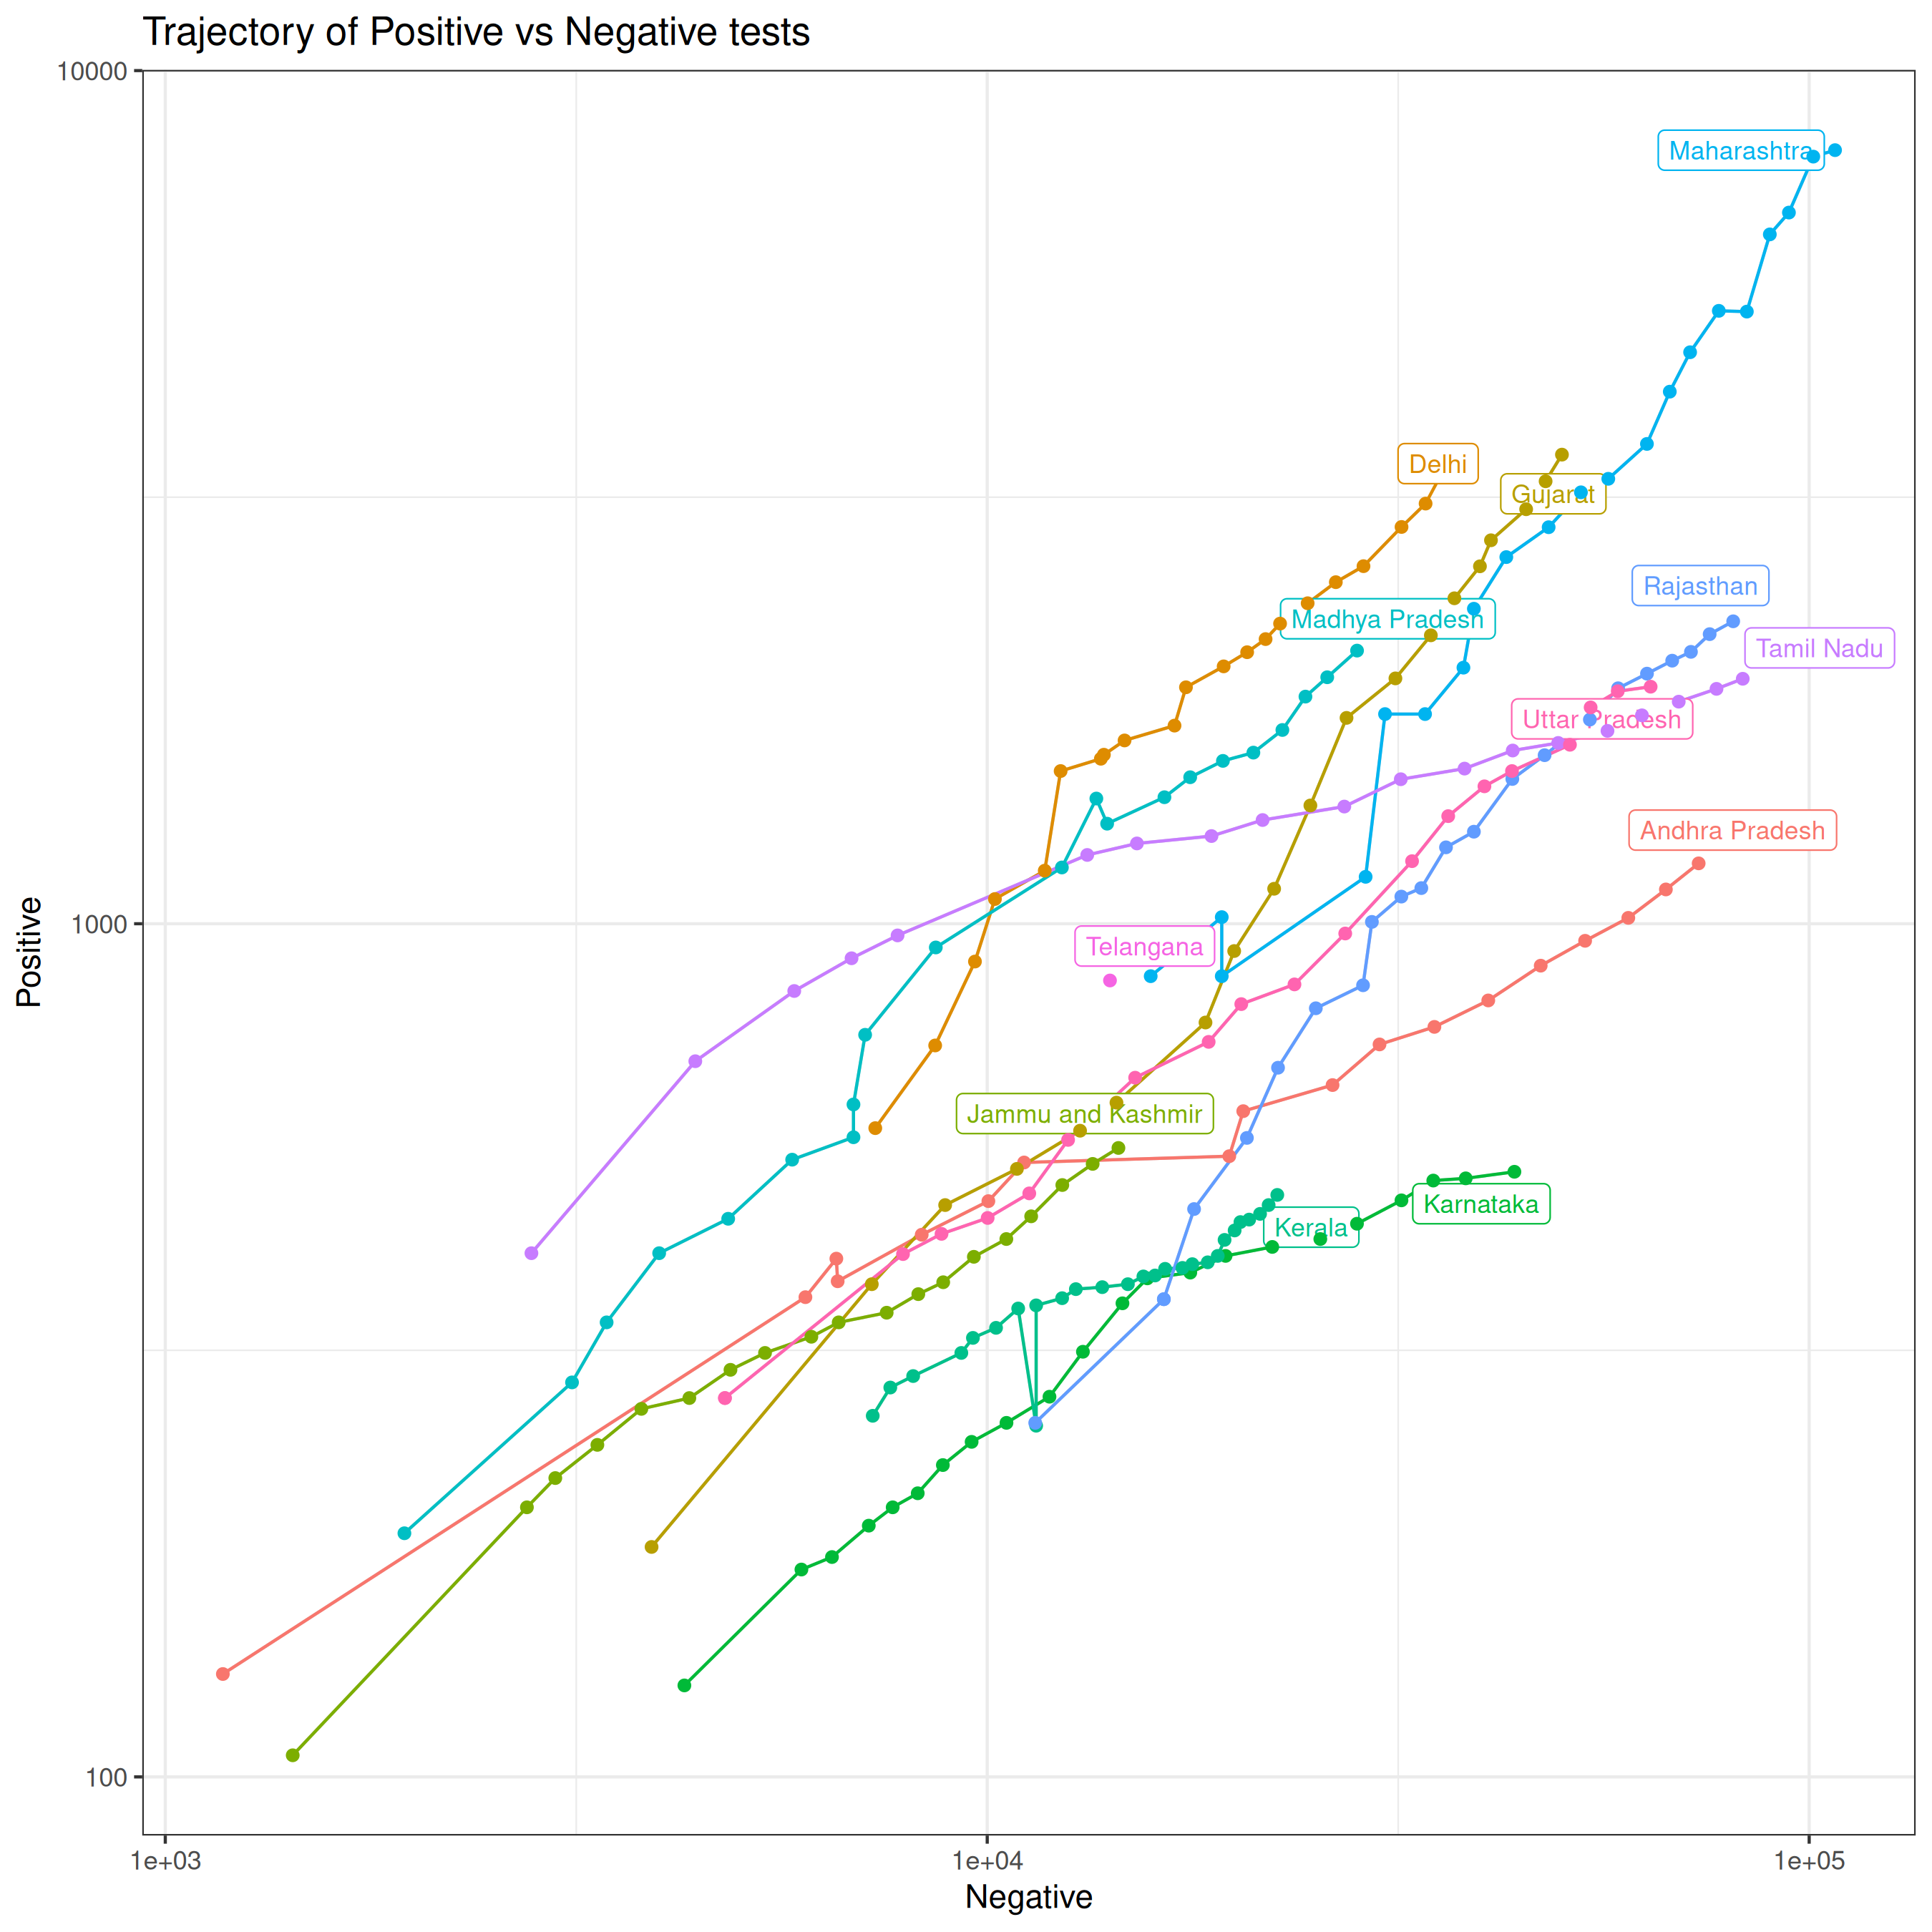 Trajectory of Positive vs Negative tests
10000
Maharashtra
Delhi
Gujarat
Rajasthan
Madhya Pradesh
Tamil Nadu
Uttar Pradesh
Andhra Pradesh
Positive
1000
Telangana
Jammu and Kashmir
Karnataka
Kerala
100
1e+03
1e+04
1e+05
Negative